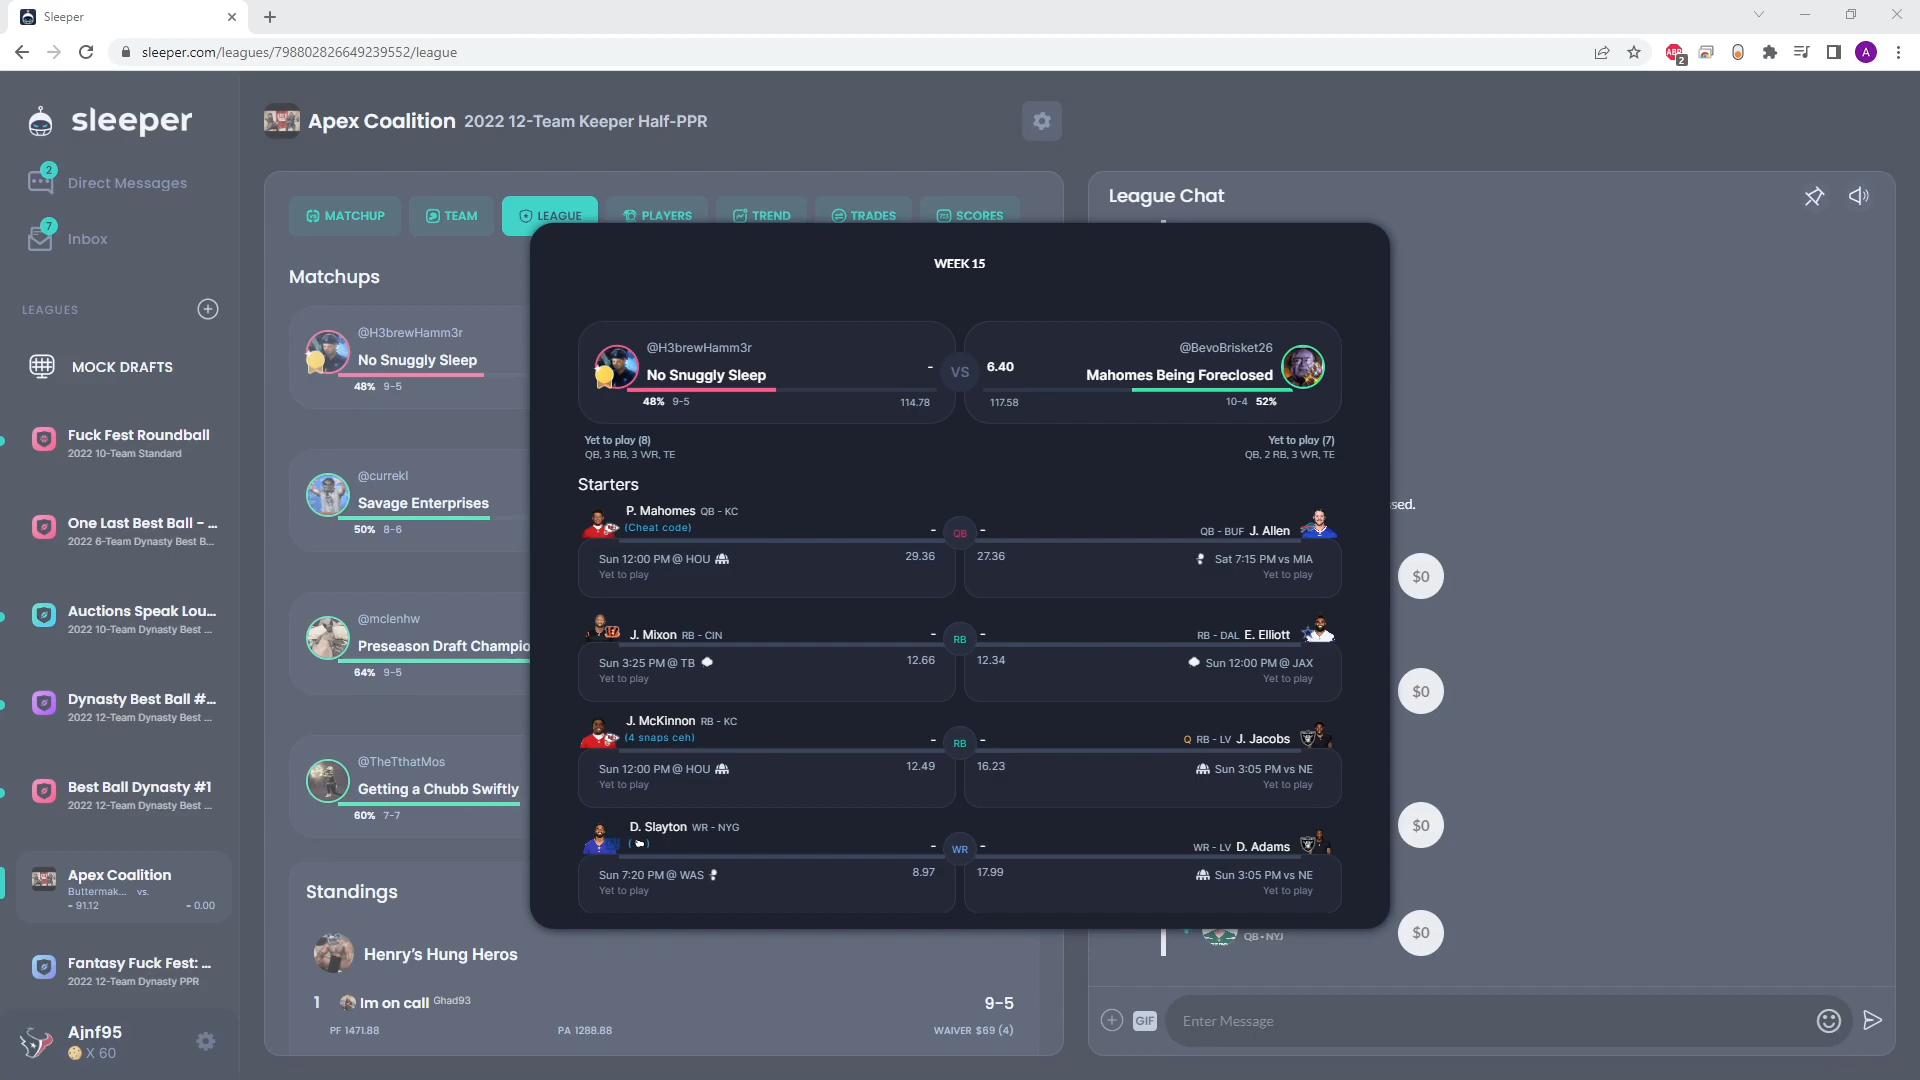 Sleeper
sleeper.com/leagues/798802826649239552/league
ABP
2
A
sleeper
Apex Coalition 2022 12-Team Keeper Half-PPR
2
Direct Messages
7
Inbox
LEAGUES
MOCK DRAFTS
Fuck Fest Roundball
2022 10-Team Standard
One Last Best Ball - ...
2022 6-Team Dynasty Best B...
Auctions Speak Lou...
2022 10-Team Dynasty Best ...
Dynasty Best Ball #...
2022 12-Team Dynasty Best ...
Best Ball Dynasty #1
2022 12-Team Dynasty Best ...
Apex Coalition
Buttermak... vs.
- 91.12 - 0.00
Fantasy Fuck Fest: ...
2022 12-Team Dynasty PPR
Ajnf95
X 60
MATCHUP TEAM LEAGUE PLAYERS TREND TRADES SCORES
Matchups
@H3brewHamm3r
No Snuggly Sleep
48% 9-5
@currekl
Savage Enterprises
50% 8-6
@mclenhw
Preseason Draft Champio
64% 9-5
@TheTthatMos
Getting a Chubb Swiftly
60% 7-7
Standings
Henry's Hung Heros
1 Im on call Ghad93 9-5
PF 1471.88 PA 1288.88 WAIVER $69 (4)
WEEK 15
@H3brewHamm3r
No Snuggly Sleep -
48% 9-5 114.78
VS
@BevoBrisket26
6.40 Mahomes Being Foreclosed
117.58 10-4 52%
Yet to play (8)
QB, 3 RB, 3 WR, TE
Yet to play (7)
QB, 2 RB, 3 WR, TE
Starters
P. Mahomes QB - KC
(Cheat code)
- QB - QB - BUF J. Allen
Sun 12:00 PM @ HOU 29.36 27.36 Sat 7:15 PM vs MIA
Yet to play Yet to play
J. Mixon RB - CIN - RB - RB - DAL E. Elliott
Sun 3:25 PM @ TB 12.66 12.34 Sun 12:00 PM @ JAX
Yet to play Yet to play
J. McKinnon RB - KC
(4 snaps ceh)
- RB - Q RB - LV J. Jacobs
Sun 12:00 PM @ HOU 12.49 16.23 Sun 3:05 PM vs NE
Yet to play Yet to play
D. Slayton WR - NYG
- WR - WR - LV D. Adams
Sun 7:20 PM @ WAS 8.97 17.99 Sun 3:05 PM vs NE
Yet to play Yet to play
League Chat
sed.
$0
$0
$0
QB - NYJ
$0
GIF
Enter Message